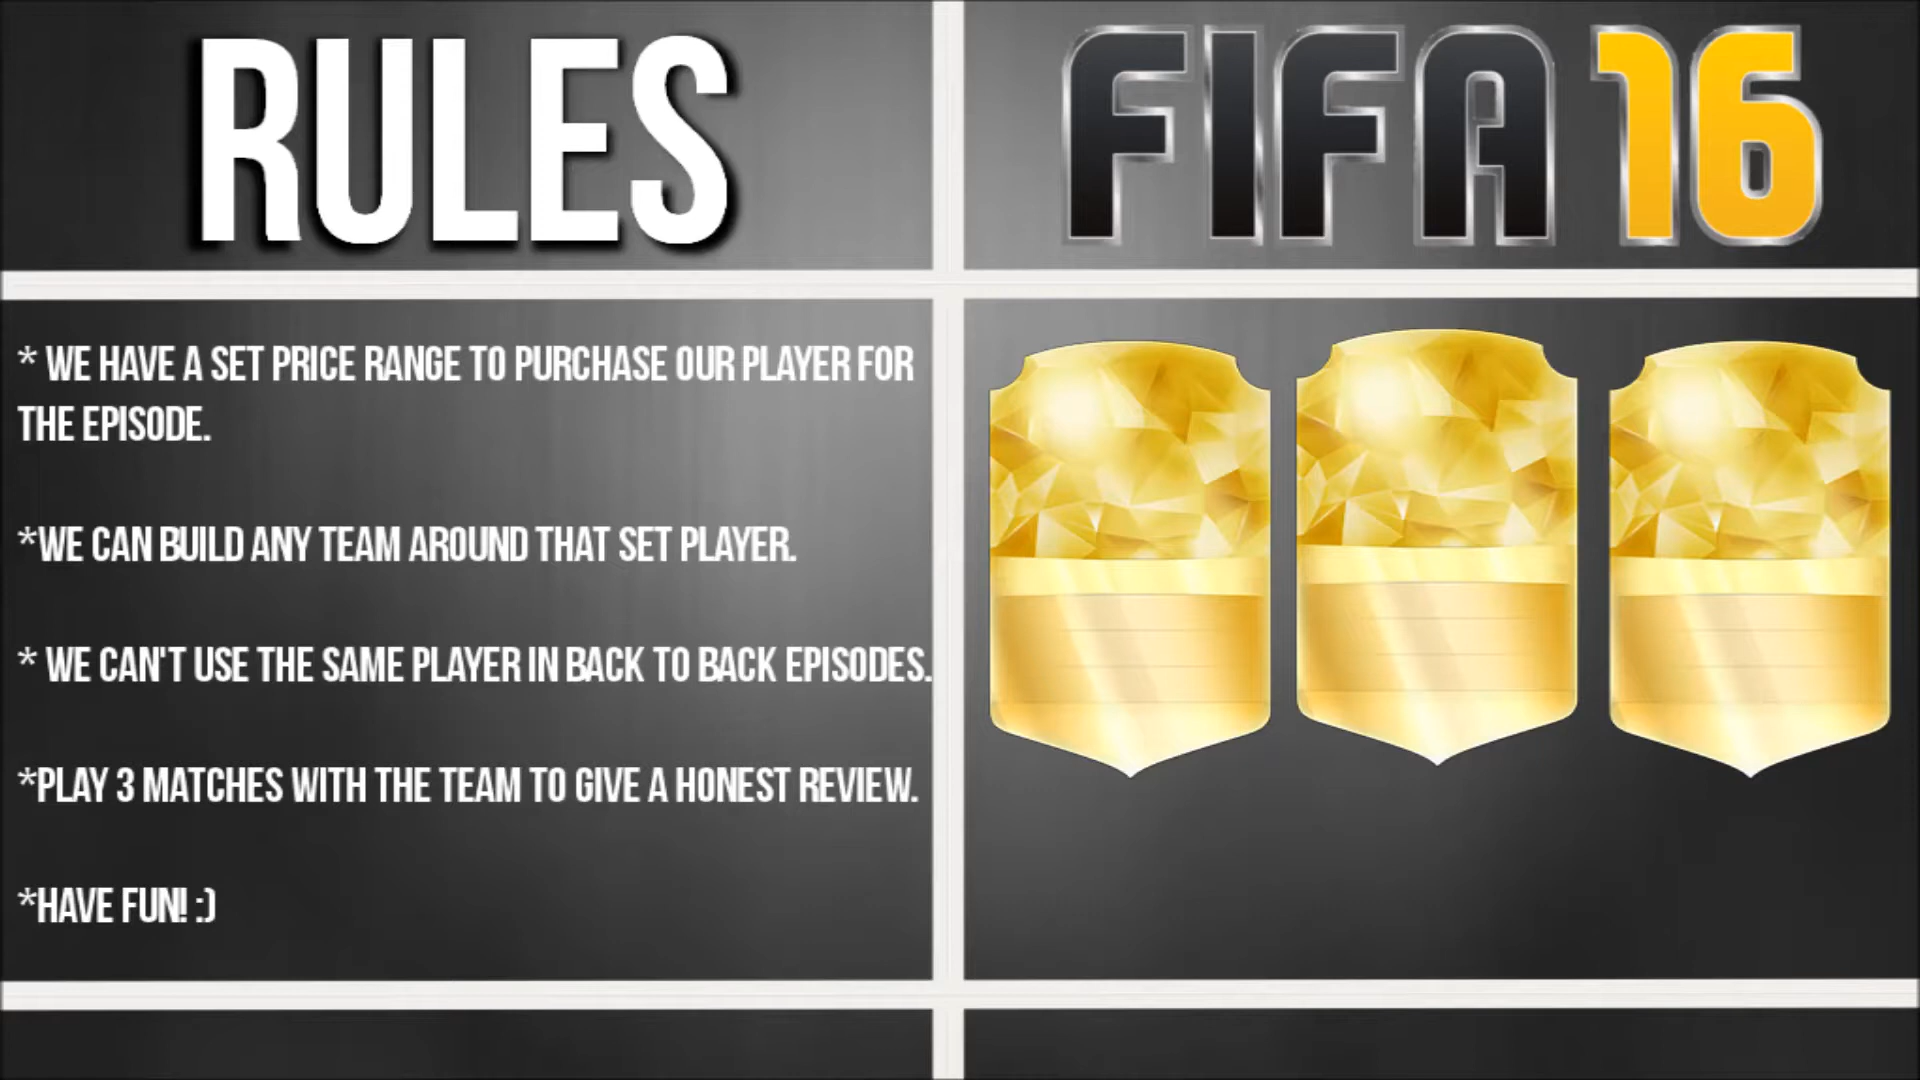 RULES
FIFA 16
* WE HAVE A SET PRICE RANGE TO PURCHASE OUR PLAYER FOR
THE EPISODE.
*WE CAN BUILD ANY TEAM AROUND THAT SET PLAYER.
* WE CAN'T USE THE SAME PLAYER IN BACK TO BACK EPISODES.
*PLAY 3 MATCHES WITH THE TEAM TO GIVE A HONEST REVIEW.
*HAVE FUN! :)